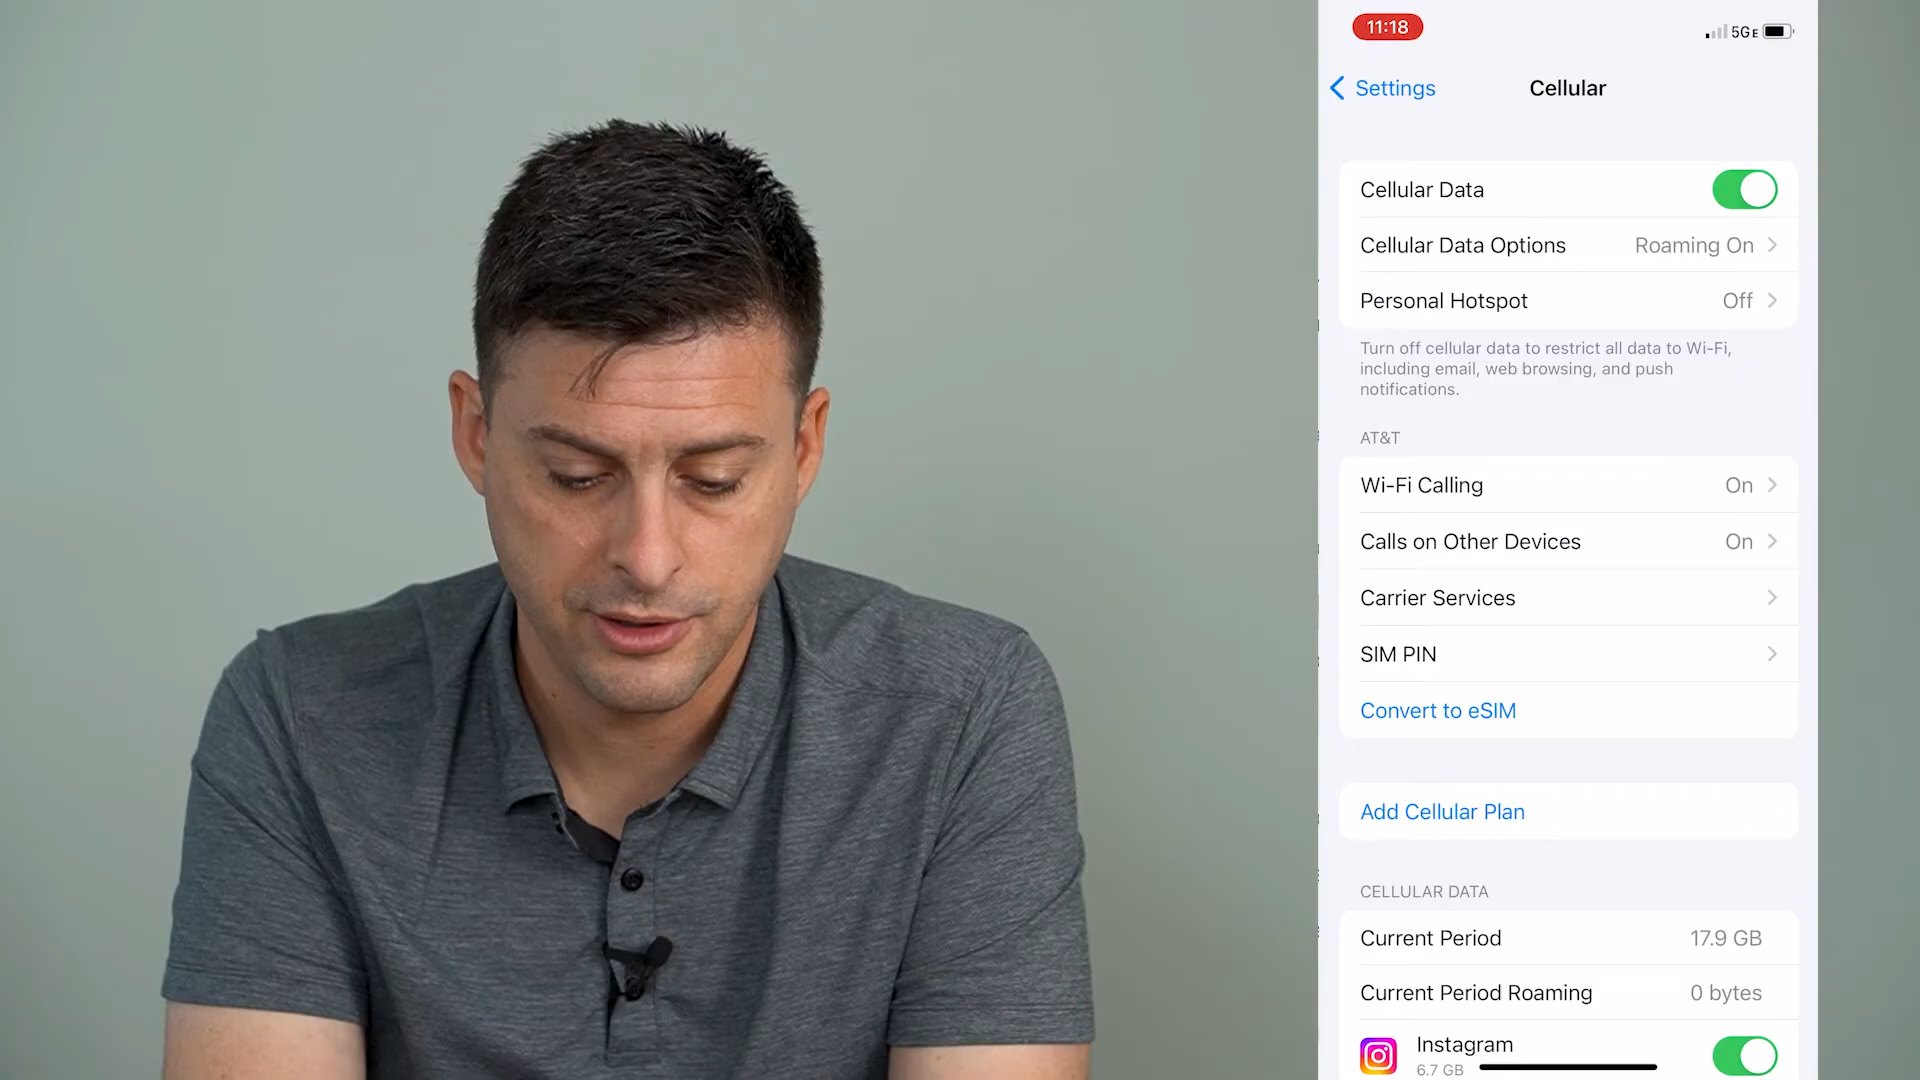 11:18
5GE
Settings
Cellular
Cellular Data
Cellular Data Options Roaming On
Personal Hotspot Off
Turn off cellular data to restrict all data to Wi-Fi,
including email, web browsing, and push
notifications.
AT&T
Wi-Fi Calling On
Calls on Other Devices On
Carrier Services
SIM PIN
Convert to eSIM
Add Cellular Plan
CELLULAR DATA
Current Period 17.9 GB
Current Period Roaming 0 bytes
Instagram
6.7 GB